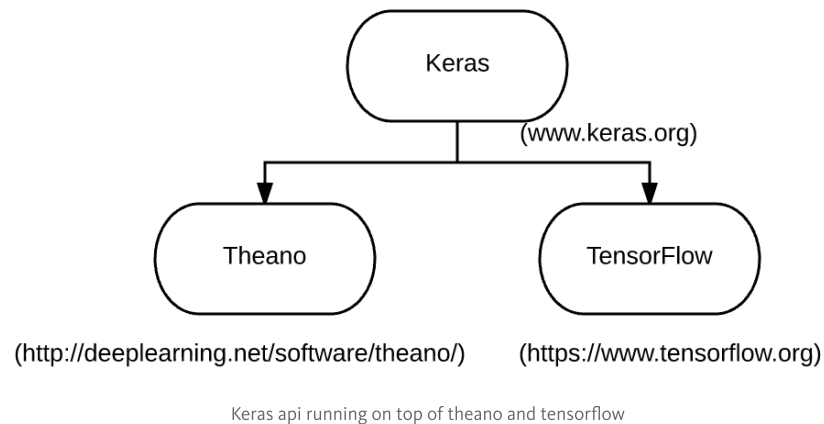 Keras
(www.keras.org)
Theano
TensorFlow
(http://deeplearning.net/software/theano/)
(https://www.tensorflow.org)
Keras api running on top of theano and tensorflow